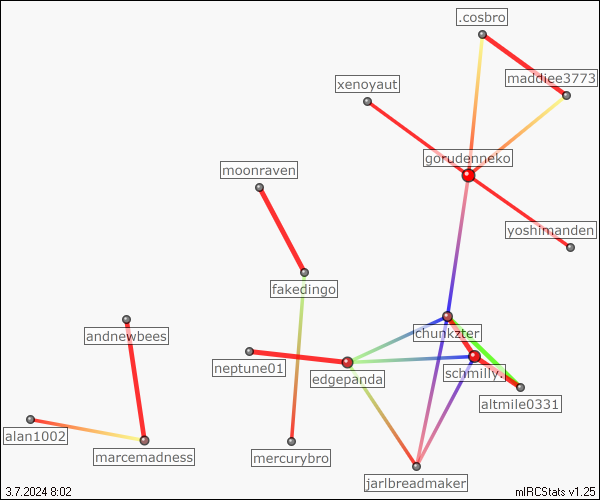 .cosbro
maddiee3773
xenoyaut
gorudenneko
moonraven
yoshimanden
fakedingo
andnewbees
chunkzter
neptune01
edgepanda
schmilly.
altmile0331
alan1002
marcemadness
mercurybro
jarlbreadmaker
3.7.2024 8:02
mIRCStats v1.25